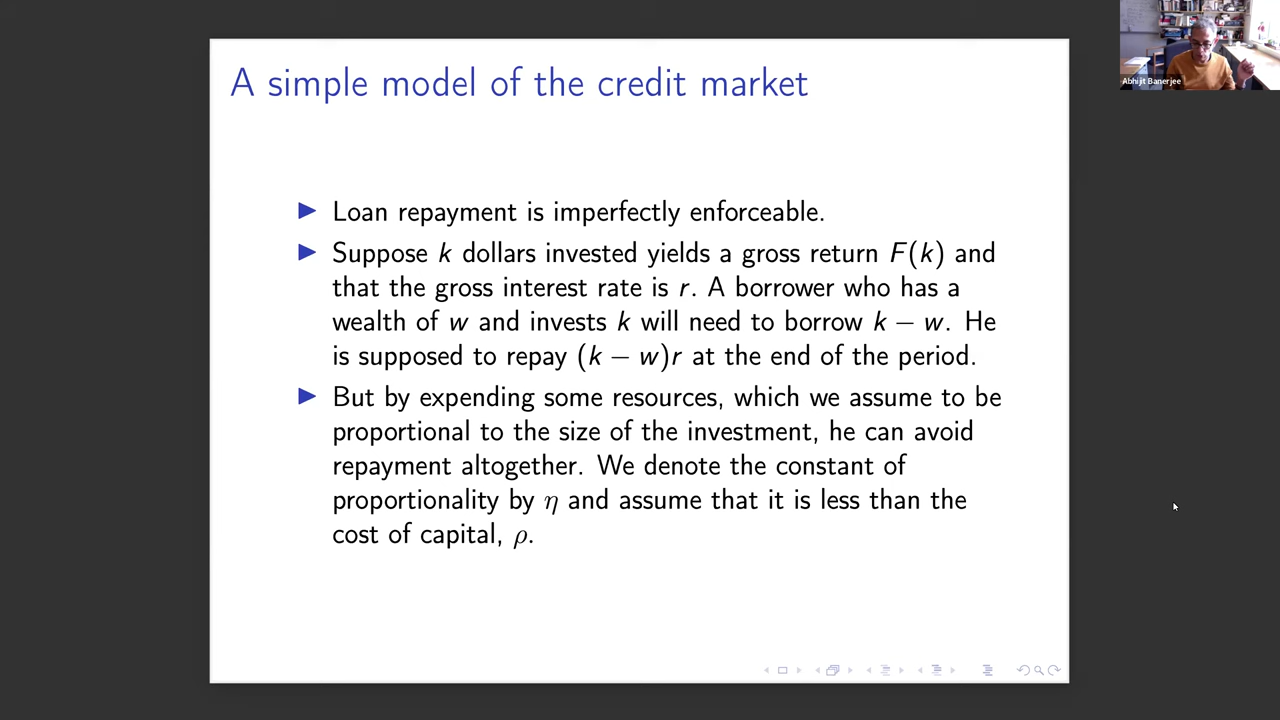 A simple model of the credit market
Loan repayment is imperfectly enforceable.
Suppose k dollars invested yields a gross return F(k) and
that the gross interest rate is r. A borrower who has a
wealth of w and invests k will need to borrow k − w. He
is supposed to repay (k − w)r at the end of the period.
But by expending some resources, which we assume to be
proportional to the size of the investment, he can avoid
repayment altogether. We denote the constant of
proportionality by η and assume that it is less than the
cost of capital, ρ.
Abhijit Banerjee